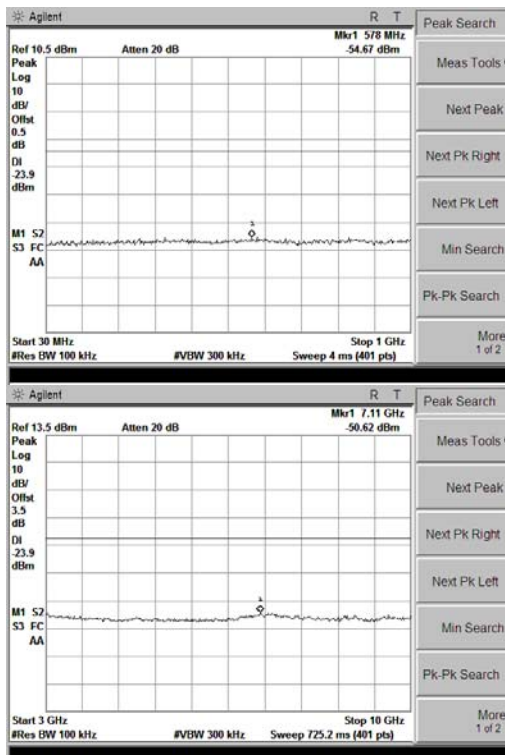 Agilent R T Peak Search
Mkr1 578 MHz
Ref 10.5 dBm Atten 20 dB -54.67 dBm
Peak
Log
10
dB/
Offst
0.5
dB
DI
-23.9
dBm
M1 S2
S3 FC
AA
1
Start 30 MHz Stop 1 GHz
#Res BW 100 kHz #VBW 300 kHz Sweep 4 ms (401 pts)
Meas Tools
Next Peak
Next Pk Right
Next Pk Left
Min Search
Pk-Pk Search
More
1 of 2
Agilent R T Peak Search
Mkr1 7.11 GHz
Ref 13.5 dBm Atten 20 dB -50.62 dBm
Peak
Log
10
dB/
Offst
3.5
dB
DI
-23.9
dBm
M1 S2
S3 FC
AA
1
Start 3 GHz Stop 10 GHz
#Res BW 100 kHz #VBW 300 kHz Sweep 725.2 ms (401 pts)
Meas Tools
Next Peak
Next Pk Right
Next Pk Left
Min Search
Pk-Pk Search
More
1 of 2